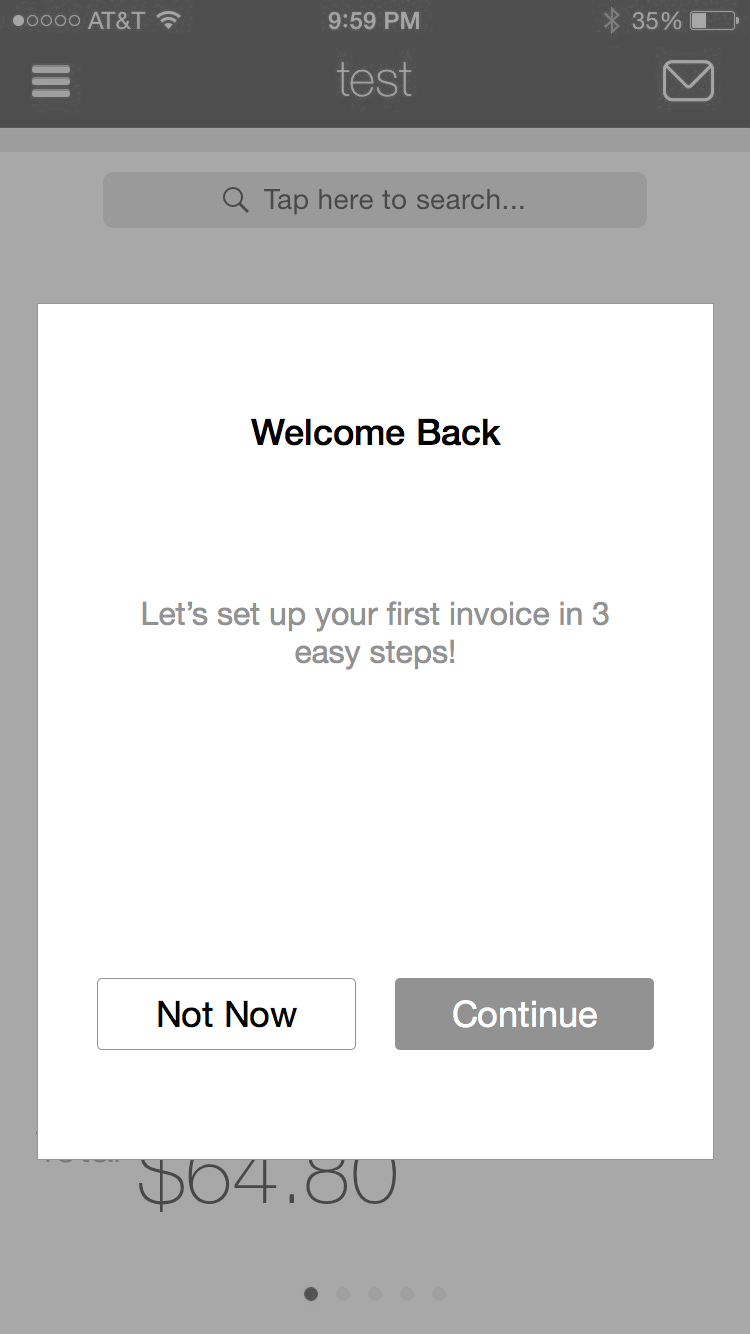 AT&T 9:59 PM 35%
test
Tap here to search...
Welcome Back
Let’s set up your first invoice in 3
easy steps!
Not Now Continue
$64.80